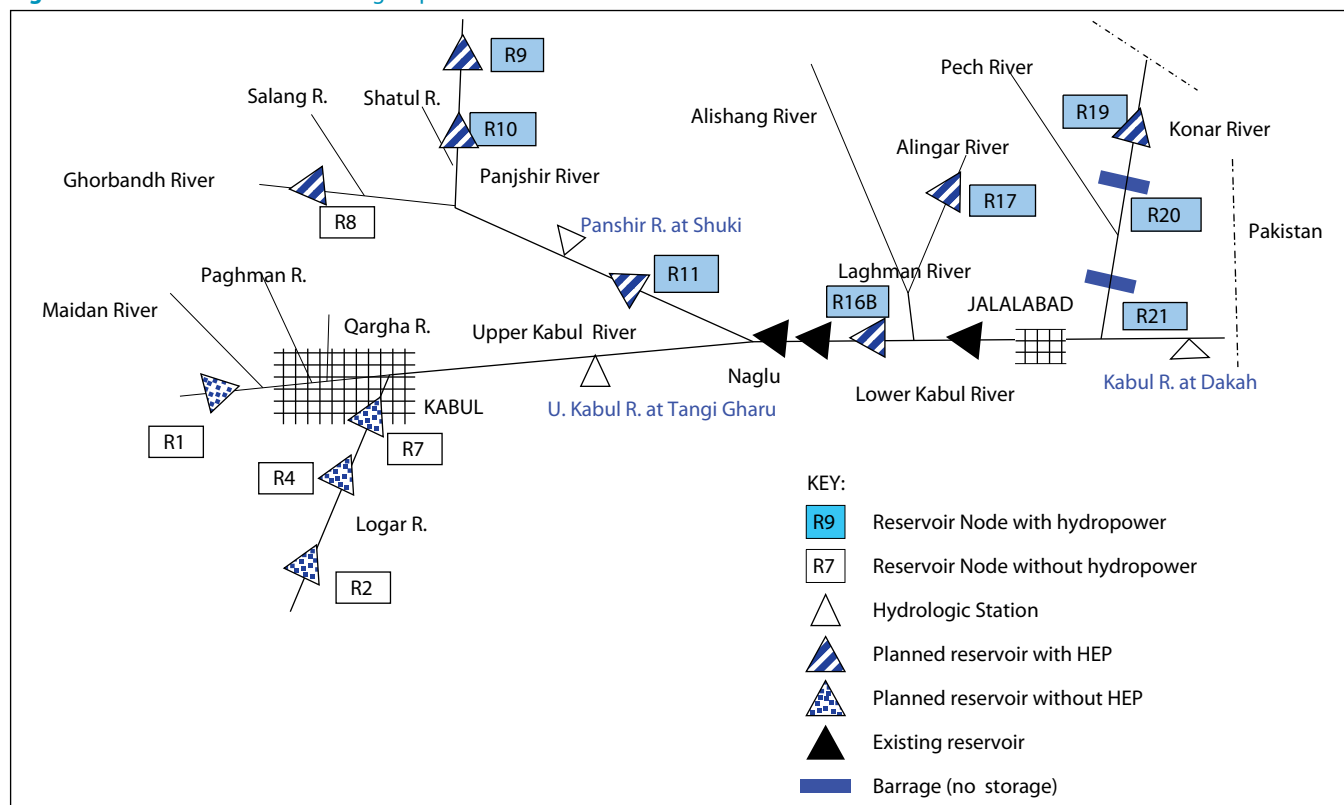 R9
Pech River
Salang R.
Shatul R.
R19
Alishang River
R10
Konar River
Alingar River
Ghorbandh River
Panjshir River
R17
R8
Panshir R. at Shuki
R20
Pakistan
Paghman R.
R11
Laghman River
Maidan River
R16B
JALALABAD
Qargha R.
Upper Kabul River
R21
Naglu
Kabul R. at Dakah
Lower Kabul River
KABUL
U. Kabul R. at Tangi Gharu
R1
R7
R4
Logar R.
R2
KEY:
R9 Reservoir Node with hydropower
R7 Reservoir Node without hydropower
Hydrologic Station
Planned reservoir with HEP
Planned reservoir without HEP
Existing reservoir
Barrage (no storage)